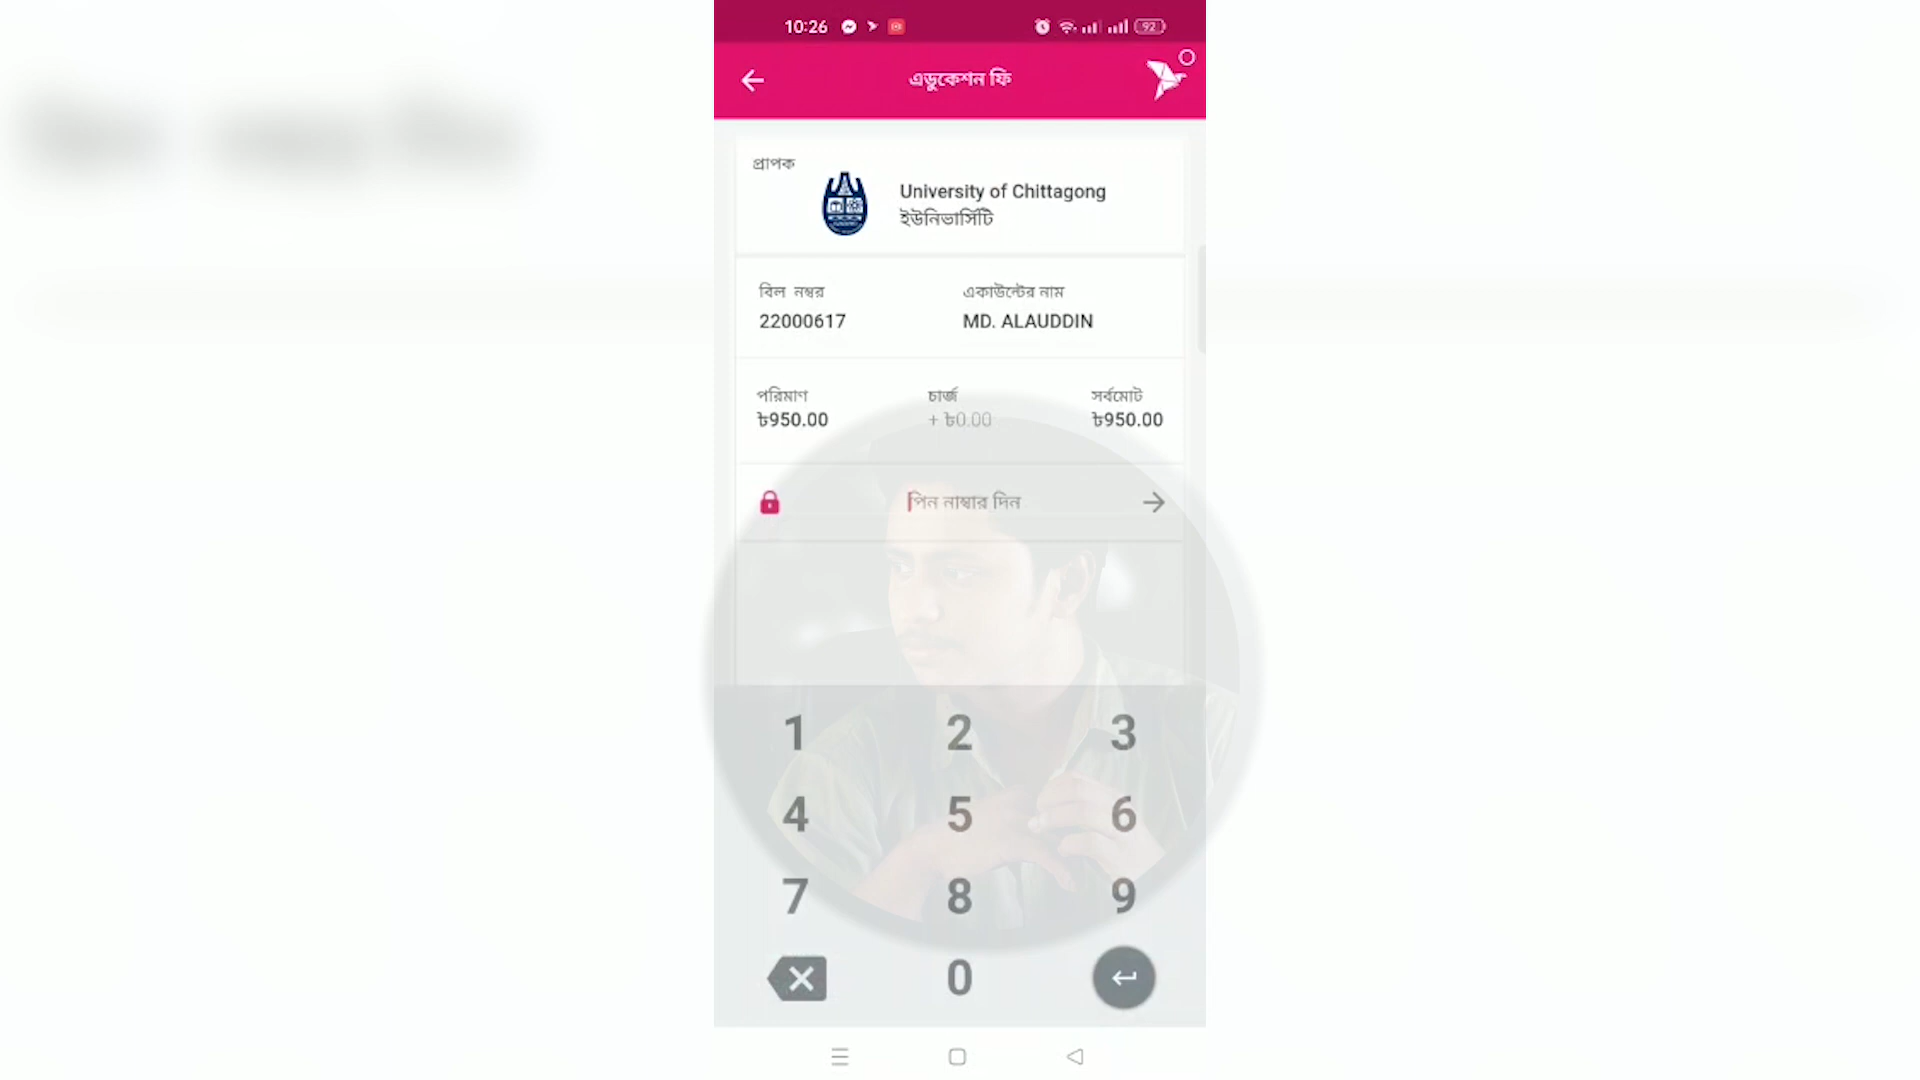 10:26
92
এডুকেশন ফি
প্রাপক
University of Chittagong
ইউনিভার্সিটি
বিল নম্বর
একাউন্টের নাম
22000617
MD. ALAUDDIN
পরিমাণ
চার্জ
সর্বমোট
৳950.00
+ ৳0.00
৳950.00
পিন নাম্বার দিন
1 2 3
4 5 6
7 8 9
0